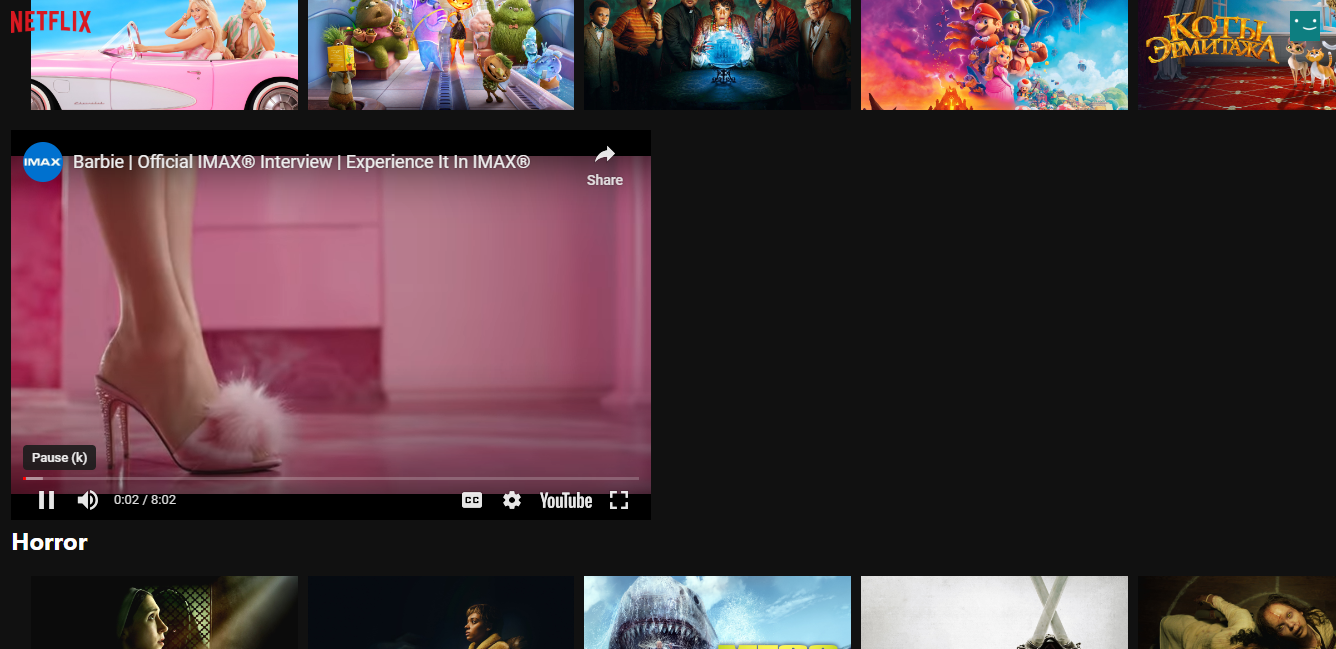 NETFLIX
КОТЫ
ЭРМИТАЖА
IMAX
Barbie | Official IMAX® Interview | Experience It In IMAX®
Share
Pause (k)
0:02 / 8:02
CC
YouTube
Horror